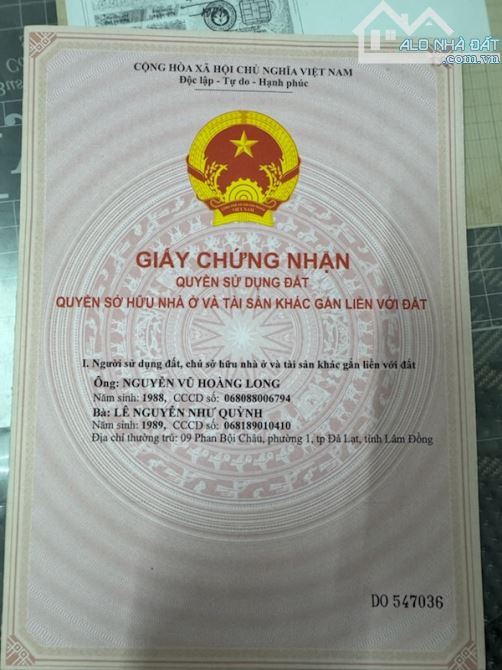 ALO NHÀ ĐẤT
.com.vn
CỘNG HÒA XÃ HỘI CHỦ NGHĨA VIỆT NAM
Độc lập - Tự do - Hạnh phúc
GIẤY CHỨNG NHẬN
QUYỀN SỬ DỤNG ĐẤT
QUYỀN SỞ HỮU NHÀ Ở VÀ TÀI SẢN KHÁC GẮN LIỀN VỚI ĐẤT
I. Người sử dụng đất, chủ sở hữu nhà ở và tài sản khác gắn liền với đất
Ông: NGUYỄN VŨ HOÀNG LONG
Năm sinh: 1988, CCCD số: 068088006794
Bà: LÊ NGUYỄN NHƯ QUỲNH
Năm sinh: 1989, CCCD số: 068189010410
Địa chỉ thường trú: 09 Phan Bội Châu, phường 1, tp Đà Lạt, tỉnh Lâm Đồng
DO 547036